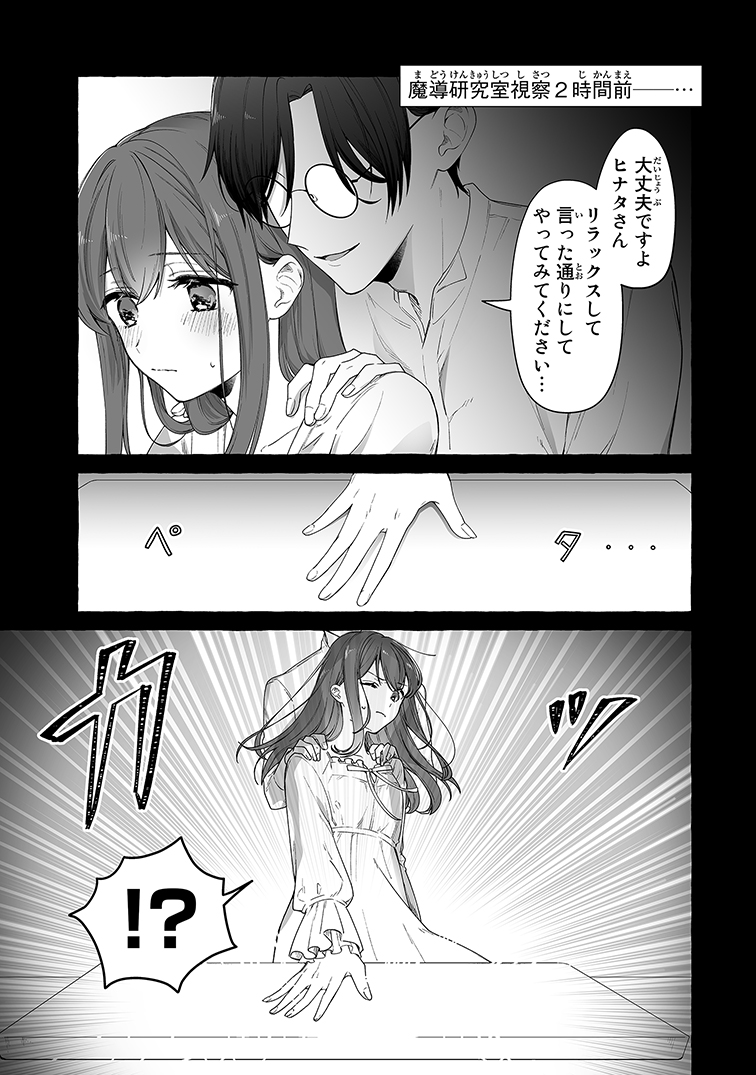 魔導研究室視察2時間前――…
大丈夫ですよ
ヒナタさん
リラックスして
言った通りにして
やってみてください…
ペタ...
カッ
!?